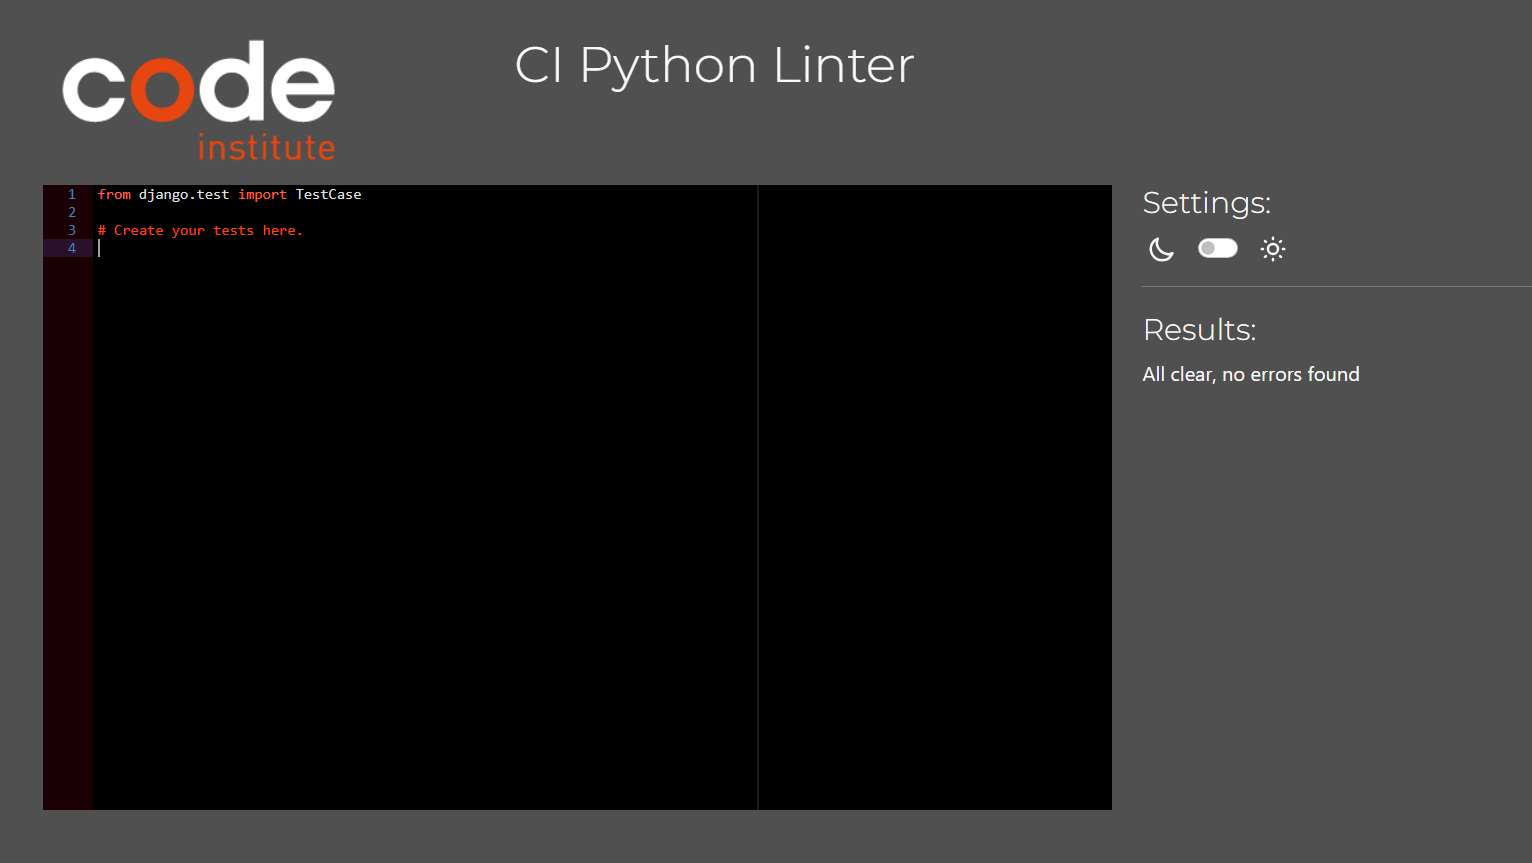 code
institute
CI Python Linter
1 from django.test import TestCase
2
3 # Create your tests here.
4
Settings:
Results:
All clear, no errors found